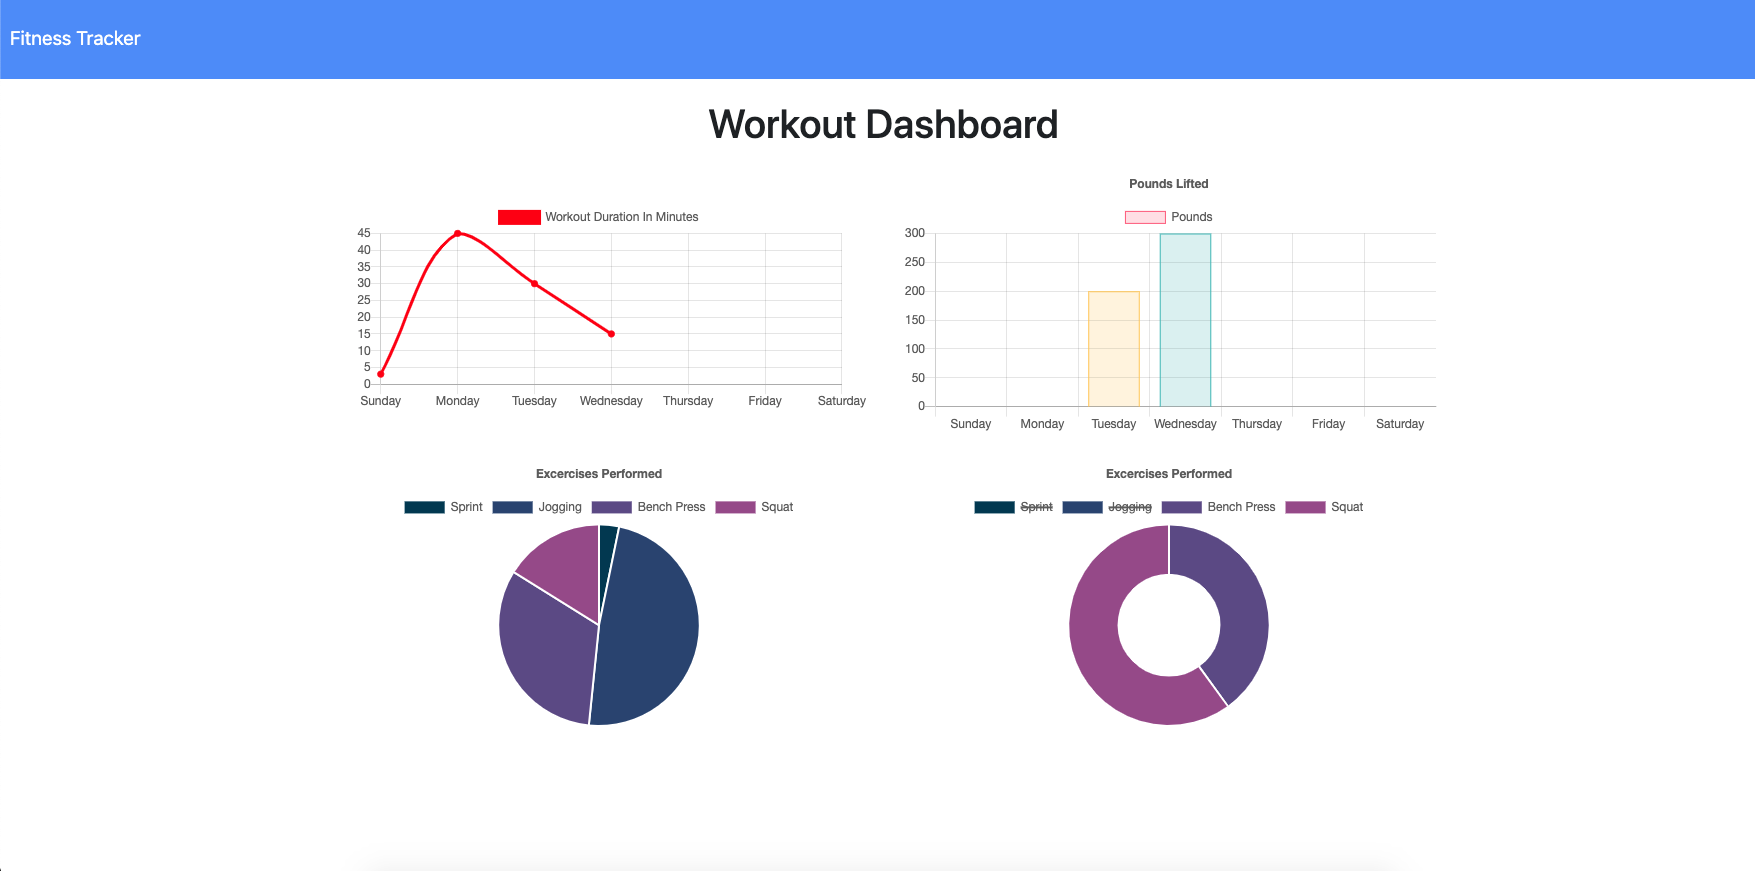 Fitness Tracker
Workout Dashboard
Workout Duration In Minutes
45
40
35
30
25
20
15
10
5
0
Sunday Monday Tuesday Wednesday Thursday Friday Saturday
Pounds Lifted
Pounds
300
250
200
150
100
50
0
Sunday Monday Tuesday Wednesday Thursday Friday Saturday
Excercises Performed
Sprint Jogging Bench Press Squat
Excercises Performed
Sprint Jogging Bench Press Squat